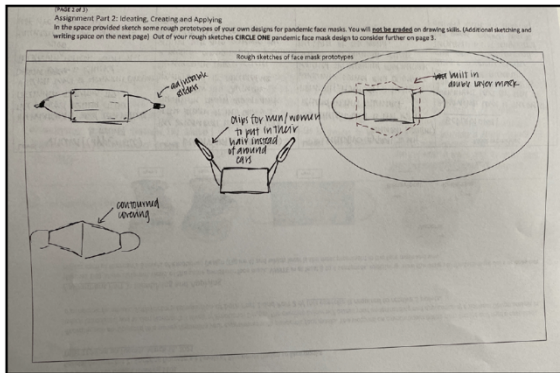 (PAGE 2 of 3)
Assignment Part 2: Ideating, Creating and Applying
In the space provided sketch some rough prototypes of your own designs for pandemic face masks. You will not be graded on drawing skills. (Additional sketching and
writing space on the next page) Out of your rough sketches CIRCLE ONE pandemic face mask design to consider further on page 3.
Rough sketches of face mask prototypes
adjustable
sliders
clips for men/women
to put in their
hair instead
of around
ears
built in
doubly layer mask
contourned
covering